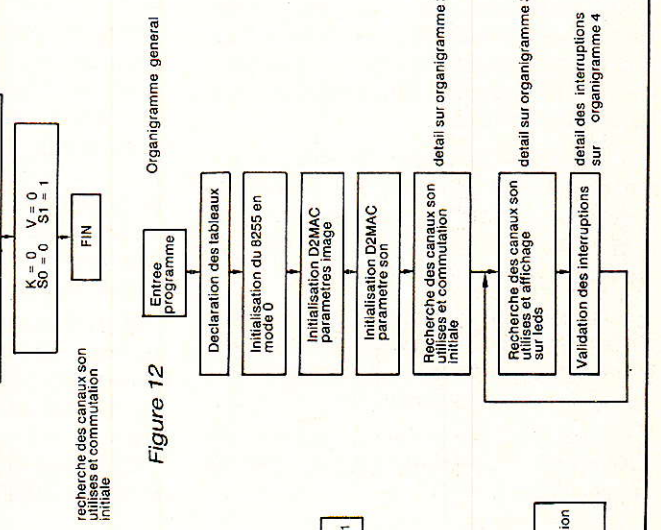 K = 0 V = 0
S0 = 0 S1 = 1
FIN
recherche des canaux son
utilises et commutation
initiale
Figure 12
Organigramme general
Entree
programme
Declaration des tableaux
Initialisation du 8255 en
mode 0
Initialisation D2MAC
parametres image
Initialisation D2MAC
parametre son
Recherche des canaux son
utilises et commutation
initiale
detail sur organigramme
Recherche des canaux son
utilises et affichage
sur leds
detail sur organigramme
Validation des interruptions
detail des interruptions
sur organigramme 4
1